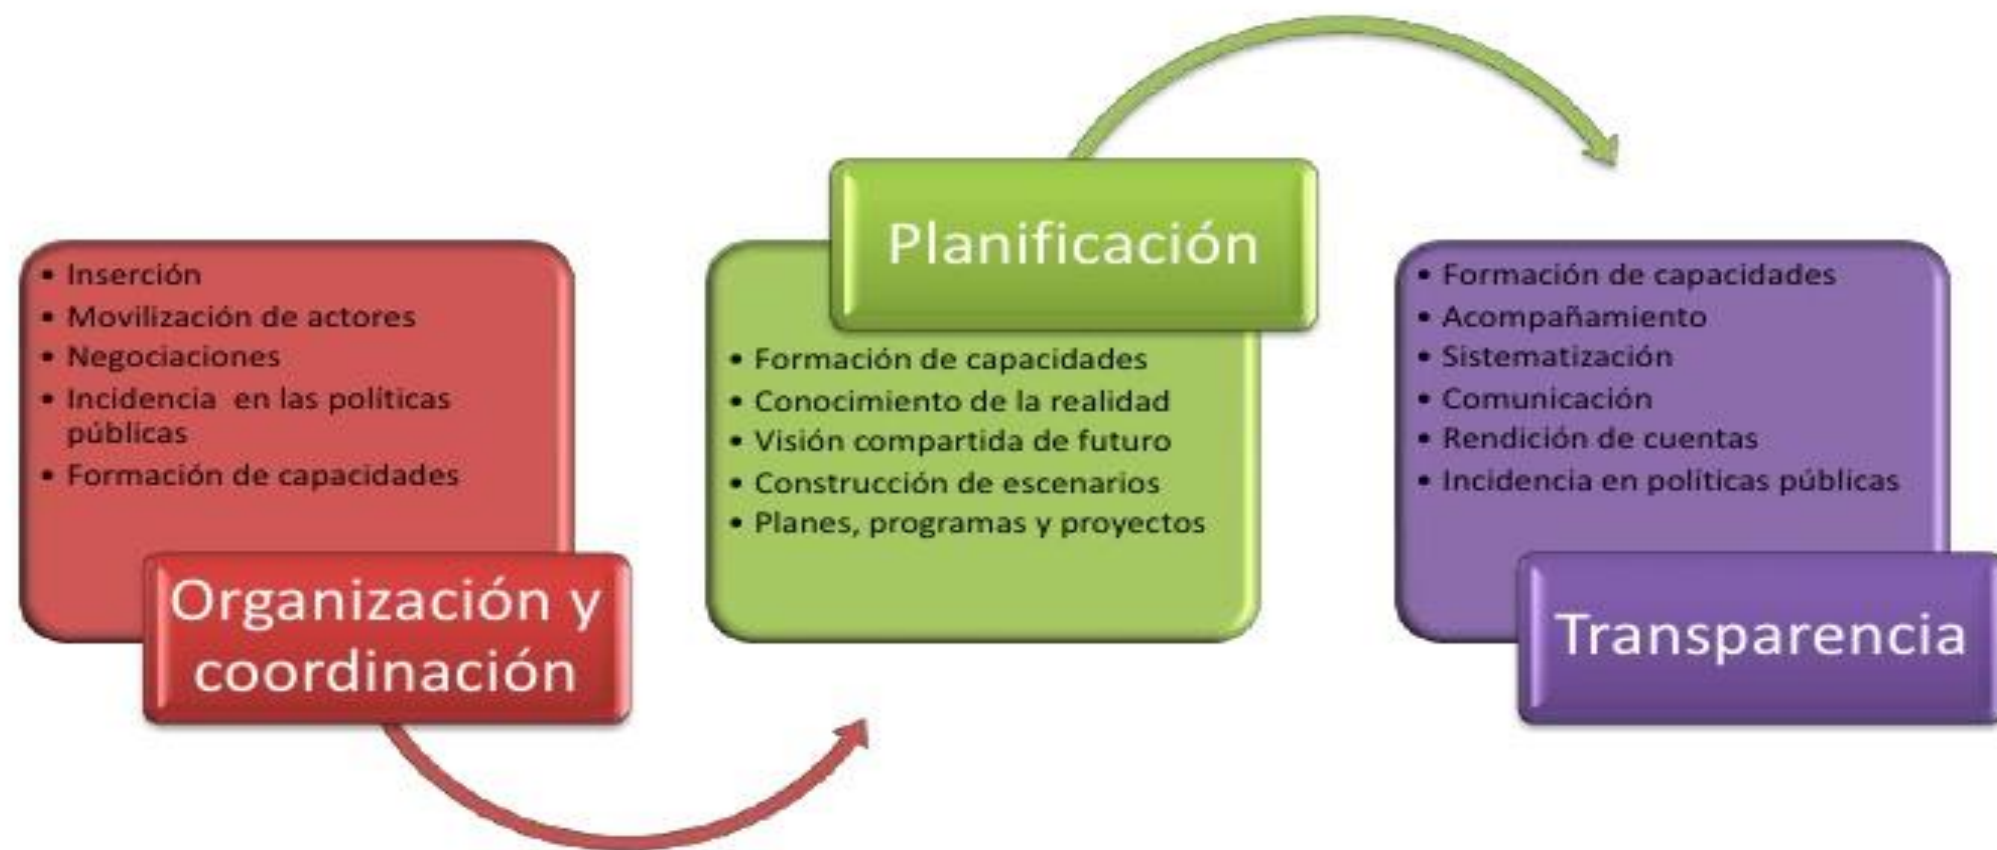 • Inserción
• Movilización de actores
• Negociaciones
• Incidencia en las políticas
públicas
• Formación de capacidades
Organización y
coordinación
Planificación
• Formación de capacidades
• Conocimiento de la realidad
• Visión compartida de futuro
• Construcción de escenarios
• Planes, programas y proyectos
• Formación de capacidades
• Acompañamiento
• Sistematización
• Comunicación
• Rendición de cuentas
• Incidencia en políticas públicas
Transparencia